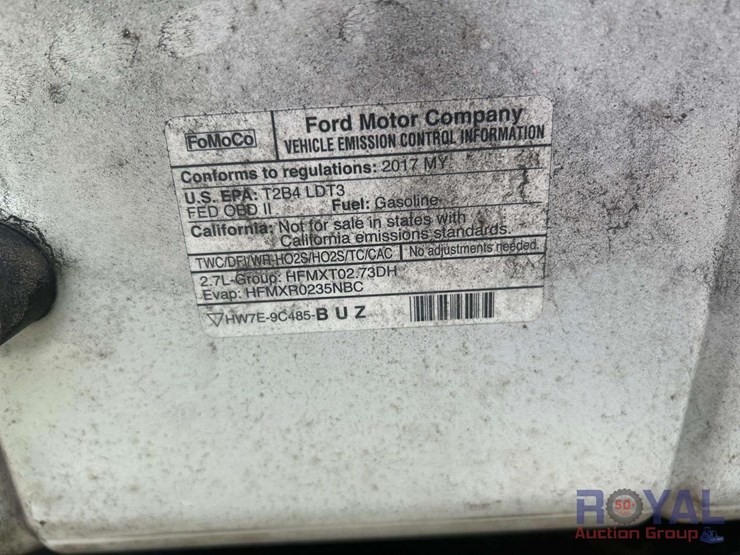 FoMoCo
Ford Motor Company
VEHICLE EMISSION CONTROL INFORMATION
Conforms to regulations: 2017 MY
U.S. EPA: T2B4 LDT3
FED OBD II Fuel: Gasoline
California: Not for sale in states with
California emissions standards.
TWC/DFI/WR-HO2S/HO2S/TC/CAC
No adjustments needed.
2.7L-Group: HFMXT02.73DH
Evap: HFMXR0235NBC
HW7E-9C485-BUZ
ROYAL
50
Auction Group